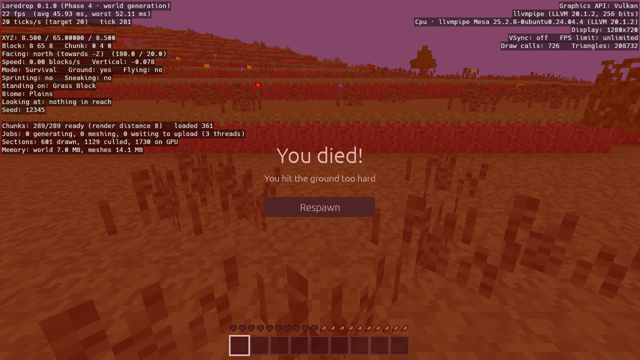 Loredrop 0.1.0 (Phase 4 - world generation)
22 fps (avg 45.93 ms, worst 52.11 ms)
20 ticks/s (target 20) tick 281
XYZ: 8.500 / 65.00000 / 8.500
Block: 8 65 8 Chunk: 0 4 0
Facing: north (towards -Z) (180.0 / 20.0)
Speed: 0.00 blocks/s Vertical: -0.078
Mode: Survival Ground: yes Flying: no
Sprinting: no Sneaking: no
Standing on: Grass Block
Biome: Plains
Looking at: nothing in reach
Seed: 12345
Chunks: 289/289 ready (render distance 8) loaded 361
Jobs: 0 generating, 0 meshing, 0 waiting to upload (3 threads)
Sections: 601 drawn, 1129 culled, 1730 on GPU
Memory: world 7.0 MB, meshes 14.1 MB
Graphics API: Vulkan
llvmpipe (LLVM 20.1.2, 256 bits)
Cpu · llvmpipe Mesa 25.2.8-0ubuntu0.24.04.4 (LLVM 20.1.2)
Display: 1280x720
VSync: off FPS limit: unlimited
Draw calls: 726 Triangles: 208732
You died!
You hit the ground too hard
Respawn